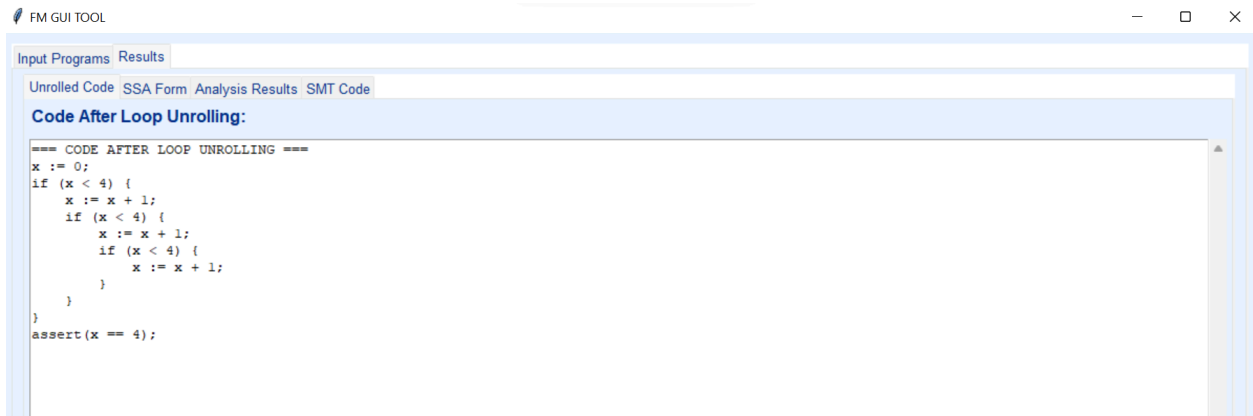 FM GUI TOOL
Input Programs Results
Unrolled Code SSA Form Analysis Results SMT Code
Code After Loop Unrolling:
=== CODE AFTER LOOP UNROLLING ===
x := 0;
if (x < 4) {
    x := x + 1;
    if (x < 4) {
        x := x + 1;
        if (x < 4) {
            x := x + 1;
        }
    }
}
assert(x == 4);